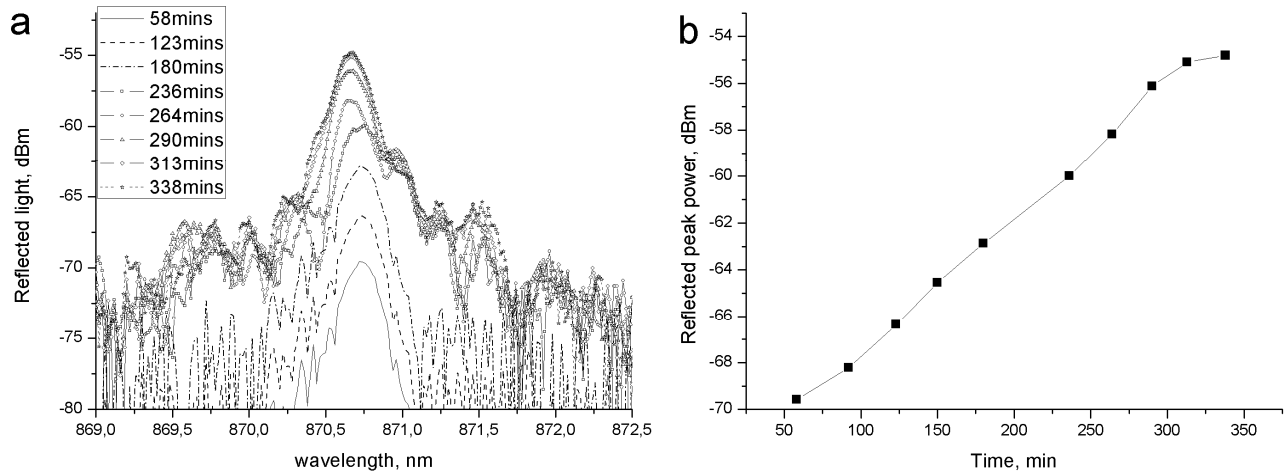 a
58mins
123mins
180mins
236mins
264mins
290mins
313mins
338mins
-55
-60
-65
-70
-75
-80
Reflected light, dBm
869,0 869,5 870,0 870,5 871,0 871,5 872,0 872,5
wavelength, nm
b
-54
-56
-58
-60
-62
-64
-66
-68
-70
Reflected peak power, dBm
50 100 150 200 250 300 350
Time, min